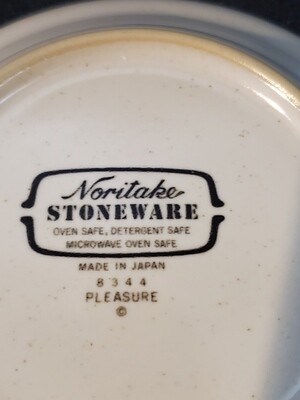 Noritake
STONEWARE
OVEN SAFE, DETERGENT SAFE
MICROWAVE OVEN SAFE
MADE IN JAPAN
8344
PLEASURE
©